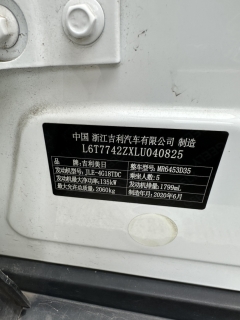 中国 浙江吉利汽车有限公司 制造
L6T7742ZXLU040825
品牌:吉利美日 整车型号:MR6453D35
发动机:JLE-4G18TDC 乘坐人数:5
发动机最大净功率:135kW 发动机排量:1799mL
最大允许总质量:2060kg 制造年月:2020年6月